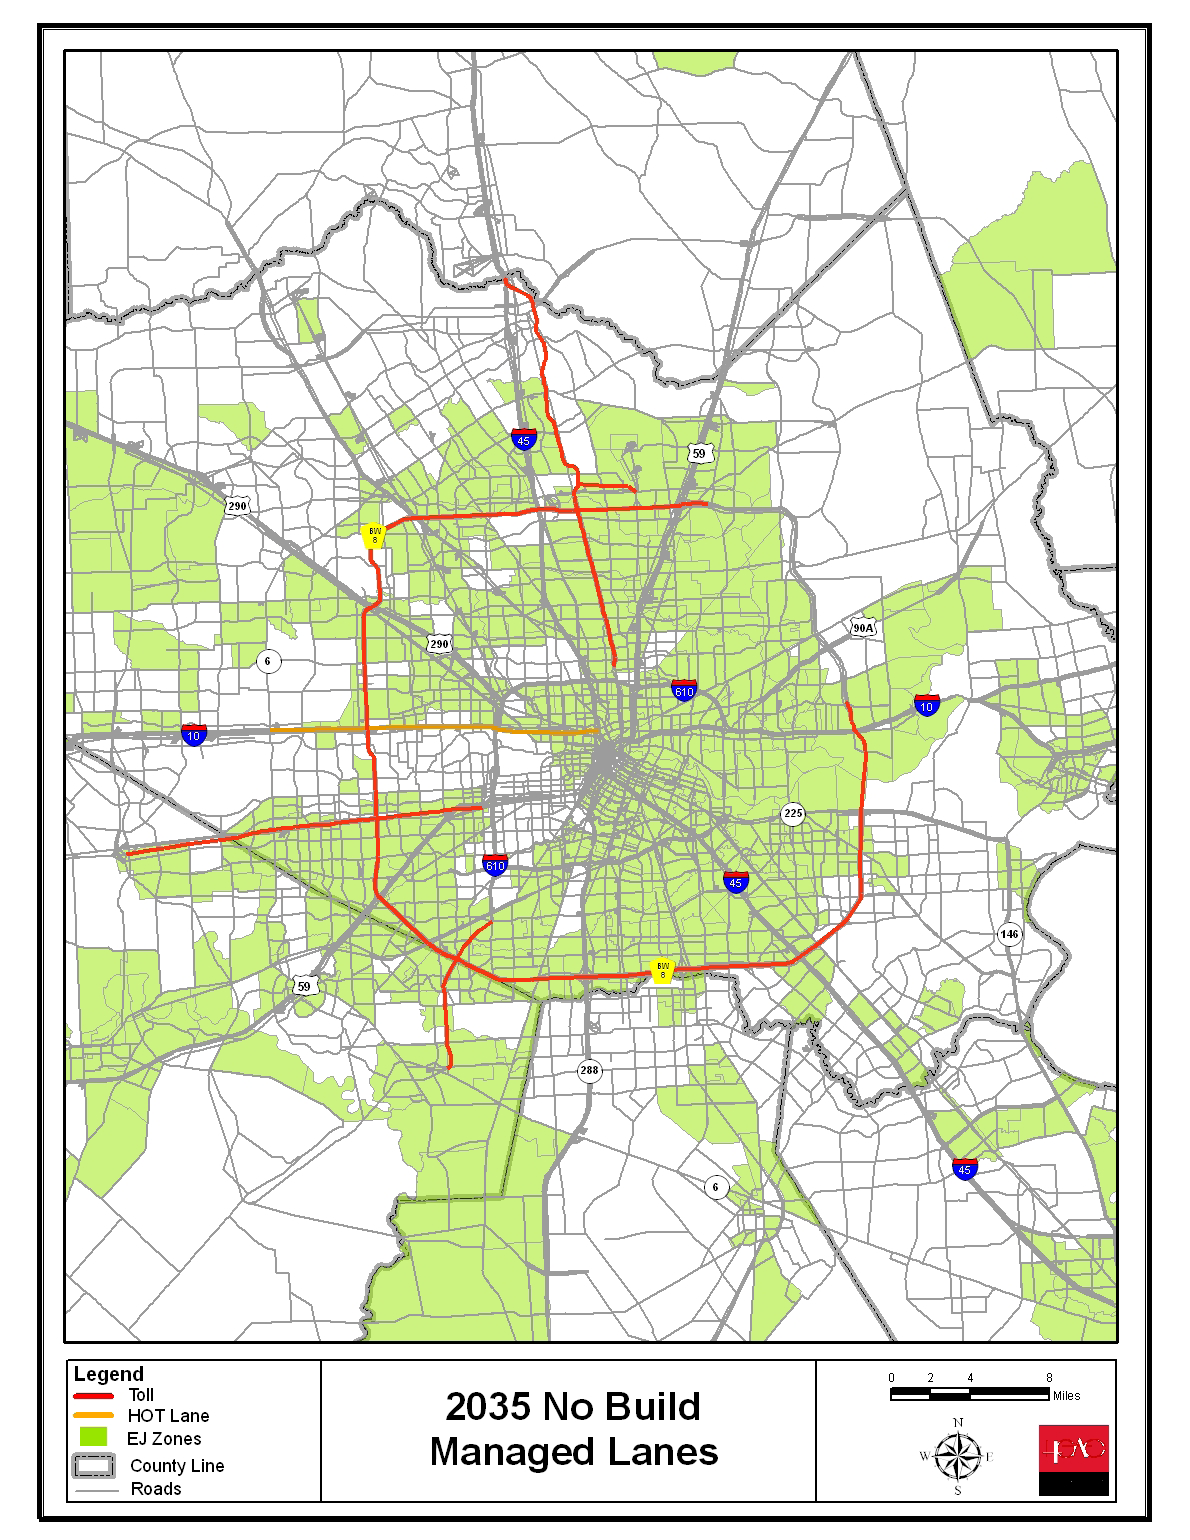 45
59
290
BW
8
290
90A
6
610
10
10
225
610
45
146
BW
8
59
288
45
6
Legend
Toll
HOT Lane
EJ Zones
County Line
Roads
2035 No Build
Managed Lanes
0 2 4 8
Miles
N
W E
S